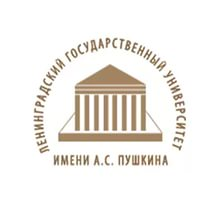 ЛЕНИНГРАДСКИЙ ГОСУДАРСТВЕННЫЙ УНИВЕРСИТЕТ
ИМЕНИ А.С. ПУШКИНА